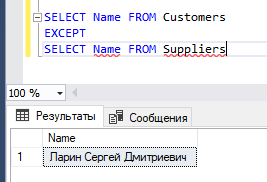 SELECT Name FROM Customers
EXCEPT
SELECT Name FROM Suppliers
100 %
Результаты Сообщения
Name
1 Ларин Сергей Дмитриевич